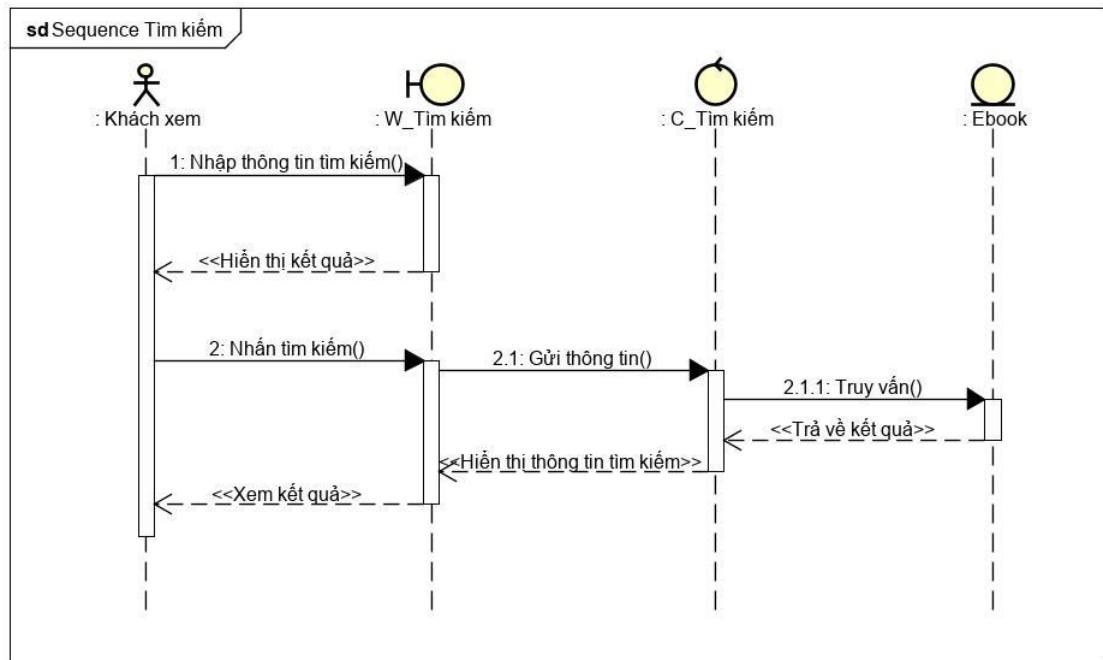 sd Sequence Tìm kiếm
: Khách xem
: W_Tìm kiếm
: C_Tìm kiếm
: Ebook
1: Nhập thông tin tìm kiếm()
<<Hiển thị kết quả>>
2: Nhấn tìm kiếm()
2.1: Gửi thông tin()
2.1.1: Truy vấn()
<<Trả về kết quả>>
<<Hiển thị thông tin tìm kiếm>>
<<Xem kết quả>>